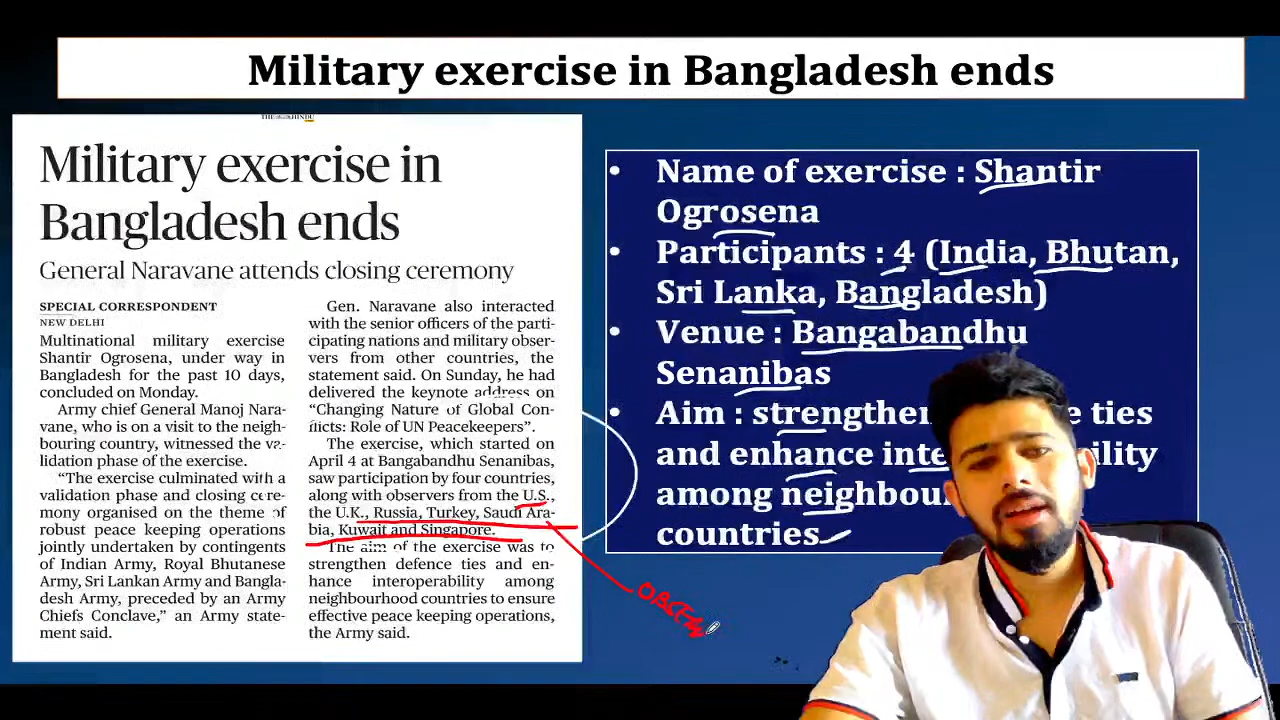 Military exercise in Bangladesh ends
THE HINDU
Military exercise in
Bangladesh ends
General Naravane attends closing ceremony
SPECIAL CORRESPONDENT
NEW DELHI
Multinational military exercise
Shantir Ogrosena, under way in
Bangladesh for the past 10 days,
concluded on Monday.
Army chief General Manoj Nara-
vane, who is on a visit to the neigh-
bouring country, witnessed the va-
lidation phase of the exercise.
“The exercise culminated with a
validation phase and closing cere-
mony organised on the theme of
robust peace keeping operations
jointly undertaken by contingents
of Indian Army, Royal Bhutanese
Army, Sri Lankan Army and Bangla-
desh Army, preceded by an Army
Chiefs Conclave,” an Army state-
ment said.
Gen. Naravane also interacted
with the senior officers of the parti-
cipating nations and military obser-
vers from other countries, the
statement said. On Sunday, he had
delivered the keynote address on
“Changing Nature of Global Con-
flicts: Role of UN Peacekeepers”.
The exercise, which started on
April 4 at Bangabandhu Senanibas,
saw participation by four countries,
along with observers from the U.S.,
the U.K., Russia, Turkey, Saudi Ara-
bia, Kuwait and Singapore.
The aim of the exercise was to
strengthen defence ties and en-
hance interoperability among
neighbourhood countries to ensure
effective peace keeping operations,
the Army said.
• Name of exercise : Shantir
Ogrosena
• Participants : 4 (India, Bhutan,
Sri Lanka, Bangladesh)
• Venue : Bangabandhu
Senanibas
• Aim : strengthen ties
and enhance
among
countries